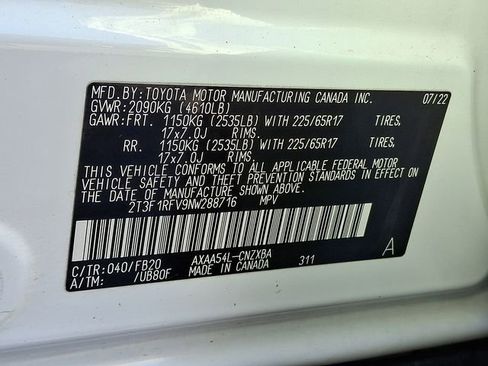 MFD.BY: TOYOTA MOTOR MANUFACTURING CANADA INC. 07/22
GVWR: 2090KG (4610LB)
GAWR: FRT. 1150KG (2535LB) WITH 225/65R17 TIRES,
17x7.0J RIMS.
RR. 1150KG (2535LB) WITH 225/65R17 TIRES,
17x7.0J RIMS.
THIS VEHICLE CONFORMS TO ALL APPLICABLE FEDERAL MOTOR
VEHICLE SAFETY AND THEFT PREVENTION STANDARDS IN EFFECT ON
THE DATE OF MANUFACTURE SHOWN ABOVE.
2T3F1RFV9NW288716 MPV
C/TR: 040/FB20 AXAA54L-CNZXBA A
A/TM: /UB80F MADE IN CANADA 311